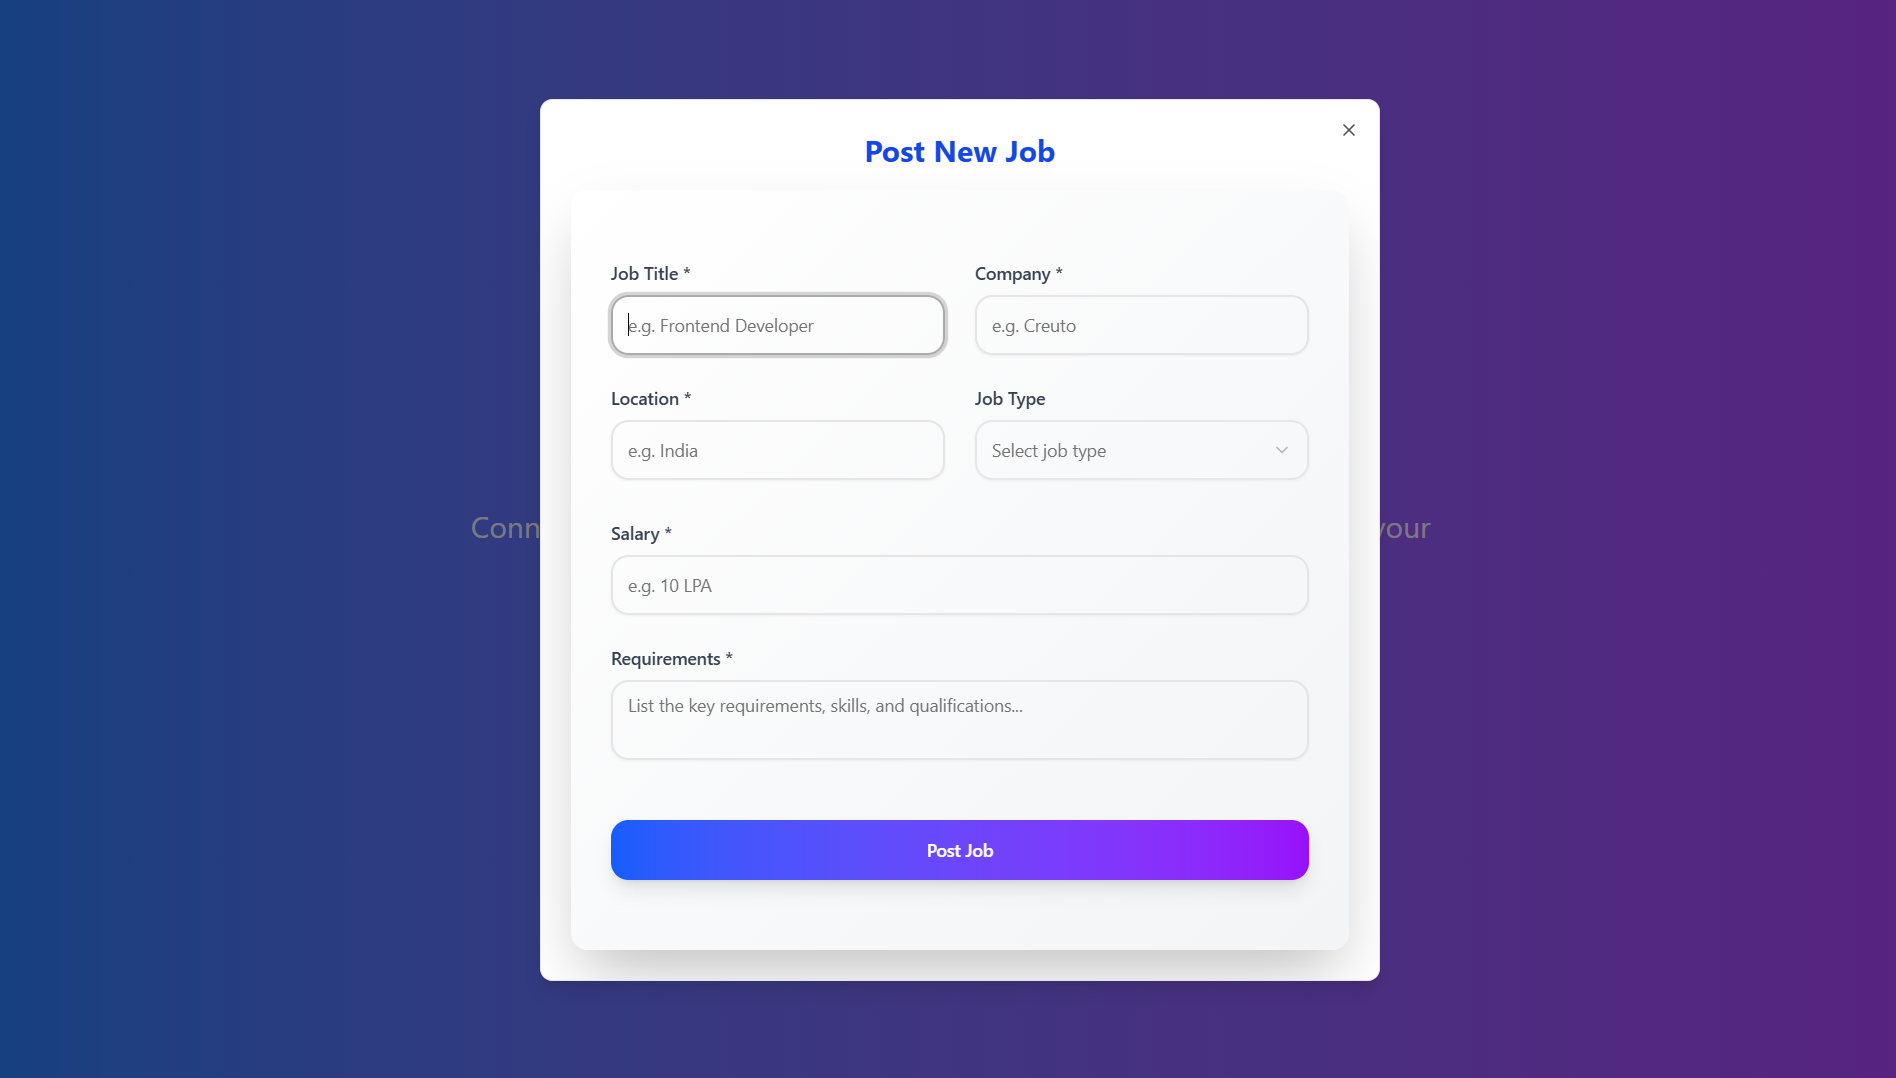 Post New Job
Job Title *
Company *
e.g. Frontend Developer
e.g. Creuto
Location *
Job Type
e.g. India
Select job type
Conn
your
Salary *
e.g. 10 LPA
Requirements *
List the key requirements, skills, and qualifications...
Post Job